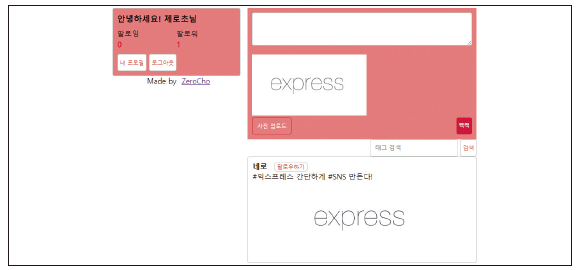 안녕하세요! 제로초님
팔로잉 팔로워
0 1
내 프로필 로그아웃
Made by ZeroCho
express
사진 업로드 짹짹
태그 검색 검색
네로 팔로우하기
#익스프레스 간단하게 #SNS 만든다!
express